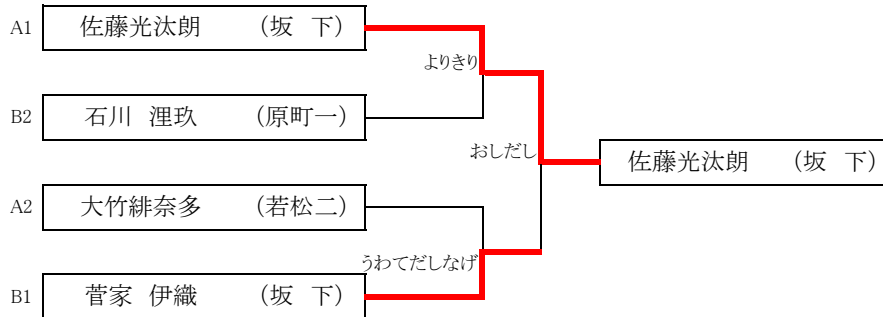 A1 佐藤光汰朗 (坂 下)
よりきり
B2 石川 浬玖 (原町一)
おしだし
佐藤光汰朗 (坂 下)
A2 大竹緋奈多 (若松二)
うわてだしなげ
B1 菅家 伊織 (坂 下)